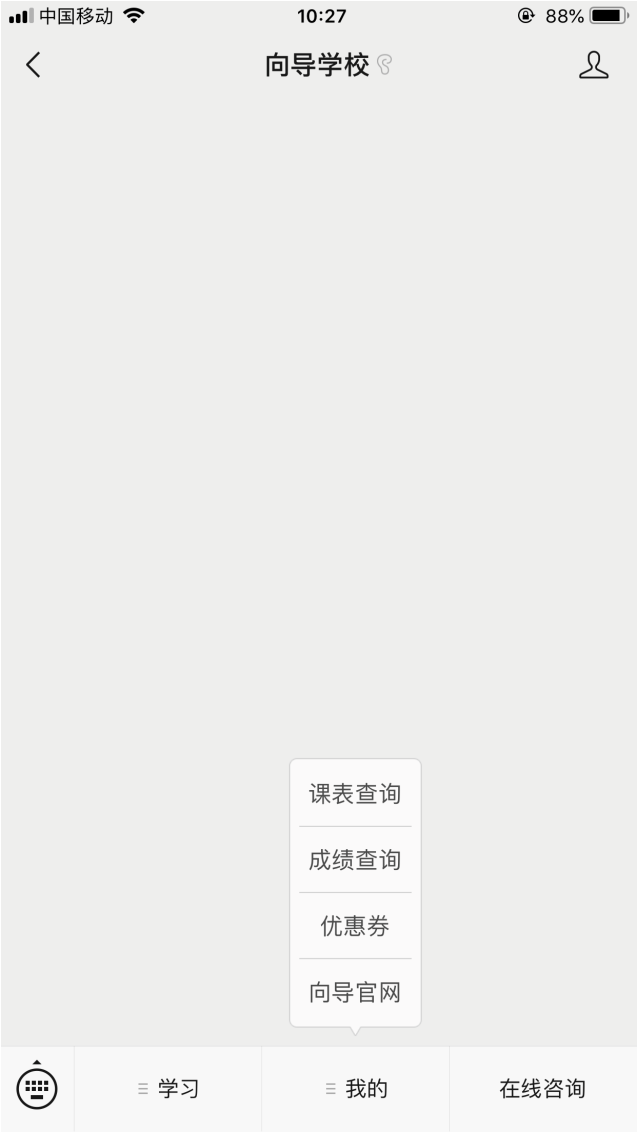 中国移动 10:27 88%
向导学校
课表查询
成绩查询
优惠券
向导官网
学习 我的 在线咨询